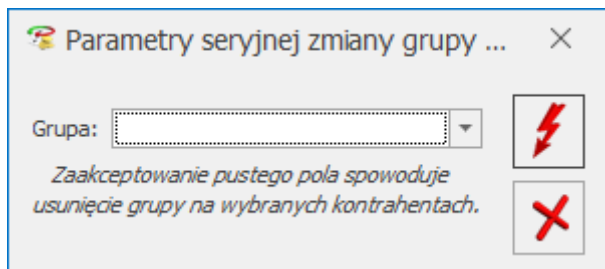 Parametry seryjnej zmiany grupy ...
Grupa:
Zaakceptowanie pustego pola spowoduje
usunięcie grupy na wybranych kontrahentach.